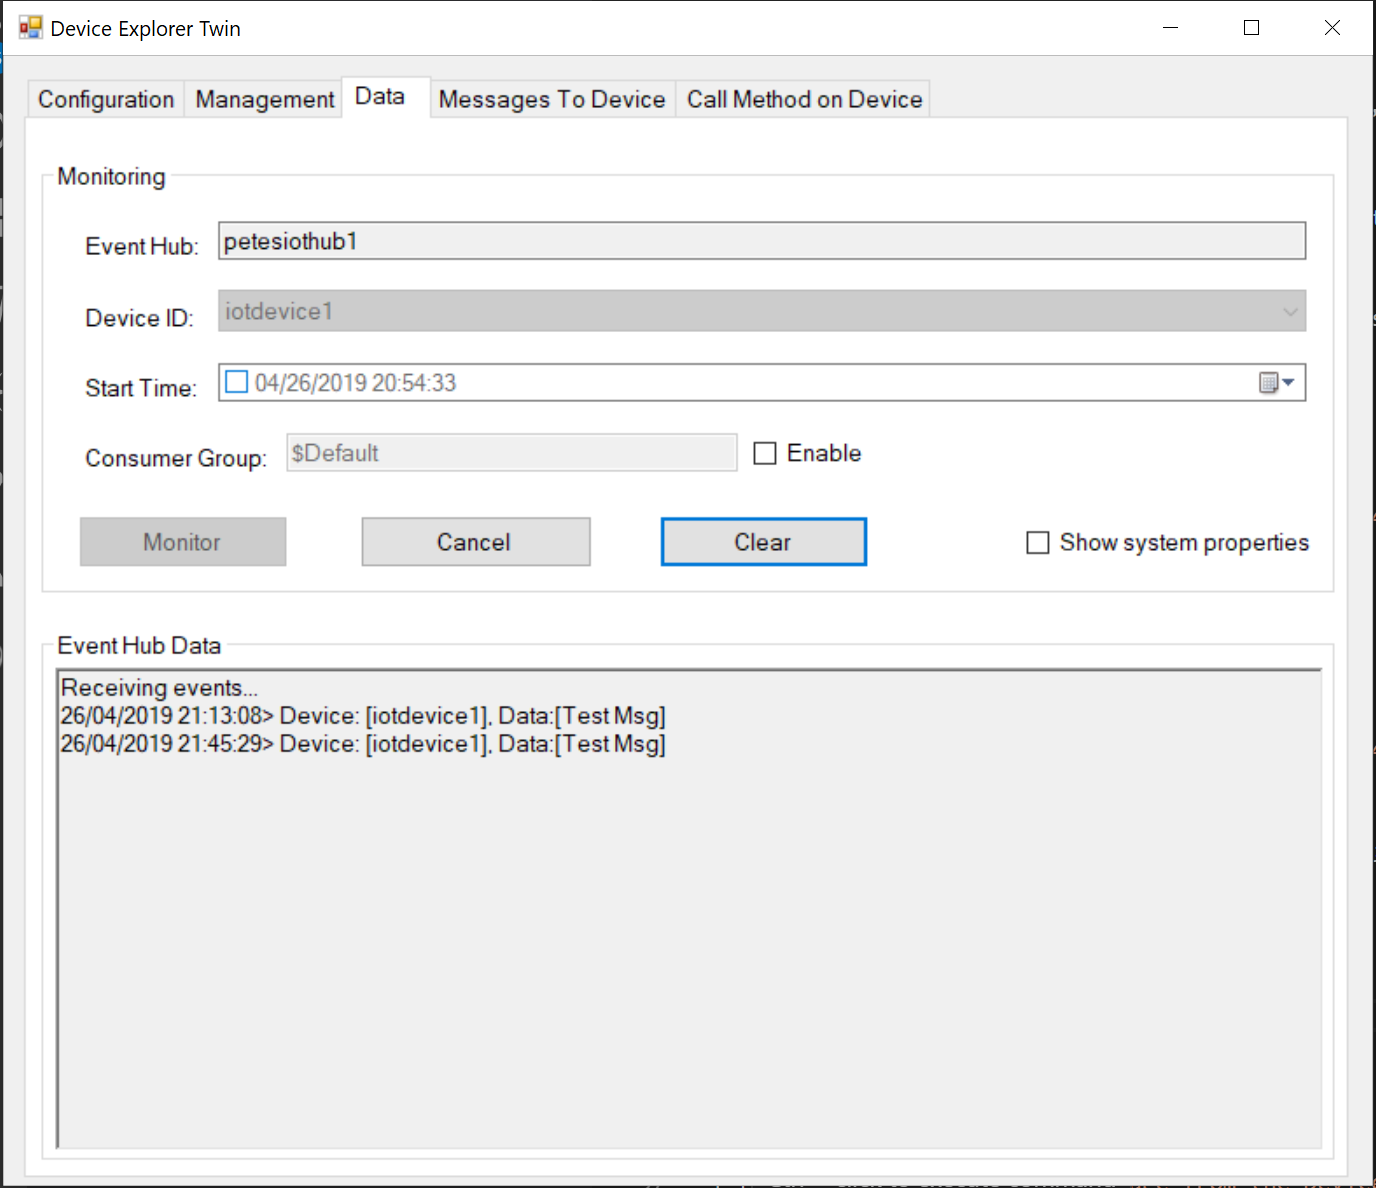 Device Explorer Twin
Configuration Management Data Messages To Device Call Method on Device
Monitoring
Event Hub: petesiothub1
Device ID: iotdevice1
Start Time: 04/26/2019 20:54:33
Consumer Group: $Default Enable
Monitor Cancel Clear Show system properties
Event Hub Data
Receiving events...
26/04/2019 21:13:08> Device: [iotdevice1], Data:[Test Msg]
26/04/2019 21:45:29> Device: [iotdevice1], Data:[Test Msg]